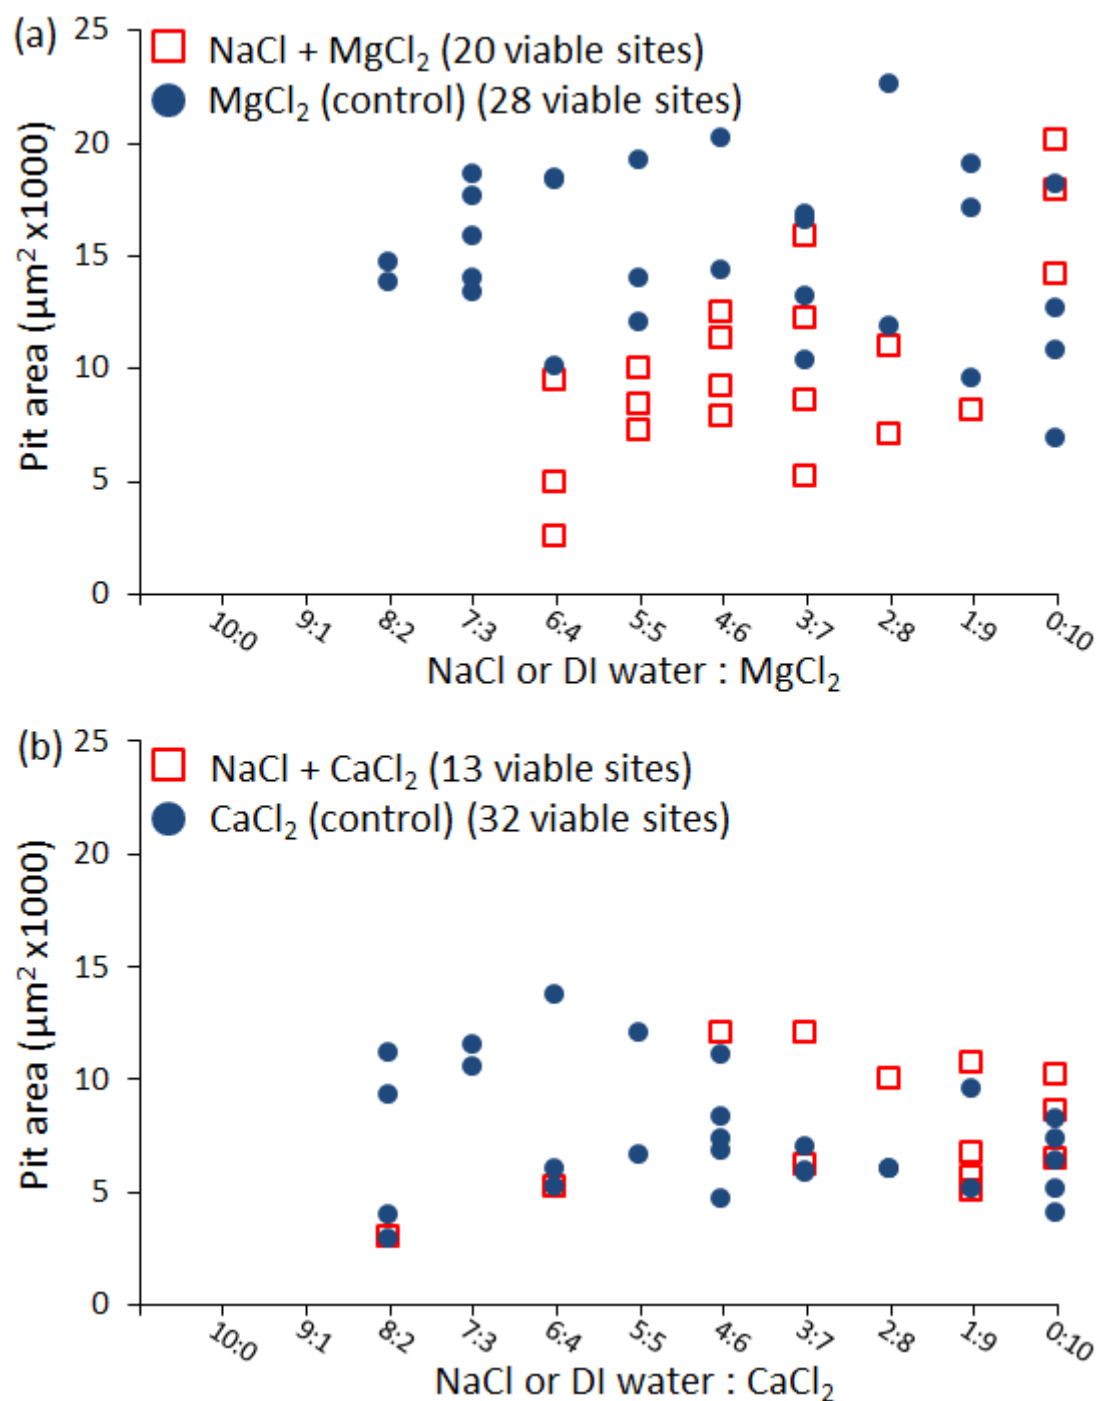 (a)
25
NaCl + MgCl₂ (20 viable sites)
MgCl₂ (control) (28 viable sites)
20
15
10
5
0
Pit area (µm² x1000)
10:0 9:1 8:2 7:3 6:4 5:5 4:6 3:7 2:8 1:9 0:10
NaCl or DI water : MgCl₂
(b)
25
NaCl + CaCl₂ (13 viable sites)
CaCl₂ (control) (32 viable sites)
20
15
10
5
0
Pit area (µm² x1000)
10:0 9:1 8:2 7:3 6:4 5:5 4:6 3:7 2:8 1:9 0:10
NaCl or DI water : CaCl₂